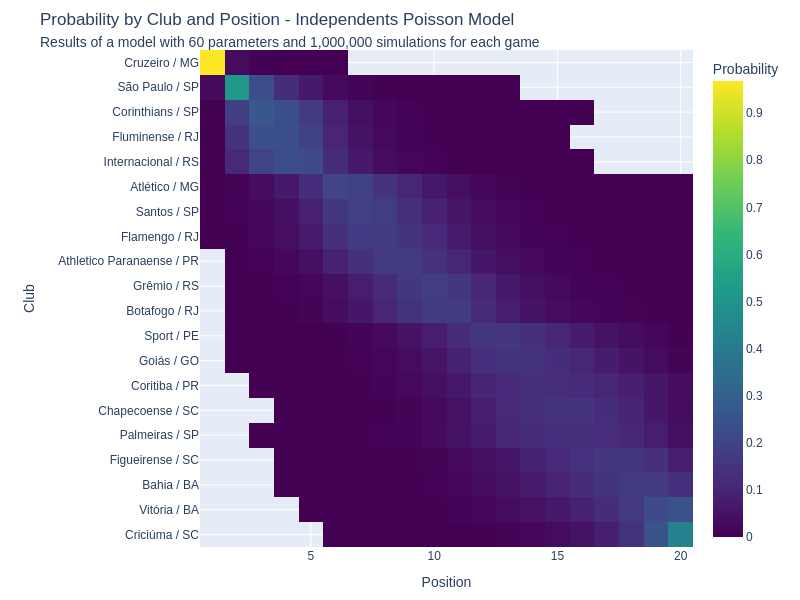 Probability by Club and Position - Independents Poisson Model
Results of a model with 60 parameters and 1,000,000 simulations for each game
Probability
Club
Cruzeiro / MG
São Paulo / SP
Corinthians / SP
Fluminense / RJ
Internacional / RS
Atlético / MG
Santos / SP
Flamengo / RJ
Athletico Paranaense / PR
Grêmio / RS
Botafogo / RJ
Sport / PE
Goiás / GO
Coritiba / PR
Chapecoense / SC
Palmeiras / SP
Figueirense / SC
Bahia / BA
Vitória / BA
Criciúma / SC
0.9
0.8
0.7
0.6
0.5
0.4
0.3
0.2
0.1
0
5
10
15
20
Position